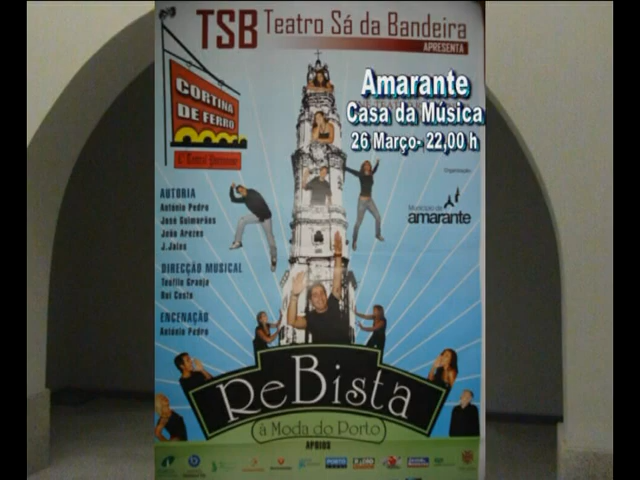 TSB Teatro Sá da Bandeira
APRESENTA
CORTINA
DE FERRO
Amarante
Casa da Música
26 Março- 22,00 h
Organização:
Município de
amarante
AUTORIA
António Pedro
José Guimarães
João Arezes
J.Jales
DIRECÇÃO MUSICAL
Teófilo Granja
Rui Costa
ENCENAÇÃO
António Pedro
ReBista
à Moda do Porto
APOIOS